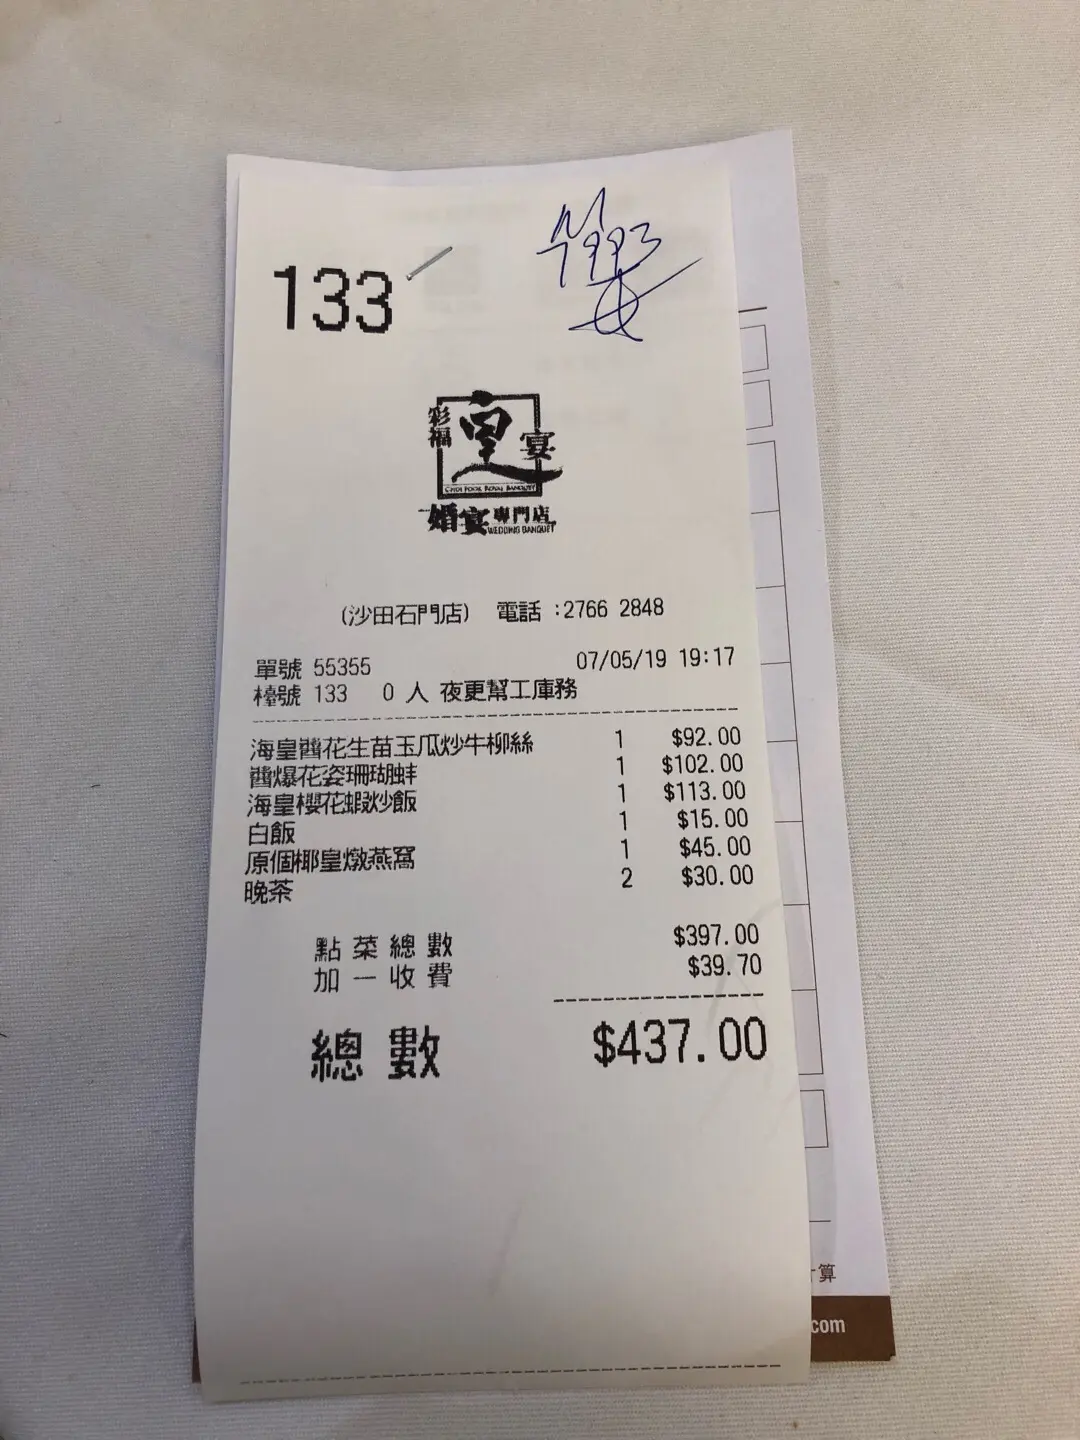 133
彩福皇宴
CHOI FOOK ROYAL BANQUET
婚宴專門店
WEDDING BANQUET
(沙田石門店) 電話 :2766 2848
單號 55355 07/05/19 19:17
檯號 133 0 人 夜更幫工庫務
海皇醬花生苗玉瓜炒牛柳絲 1 $92.00
醬爆花姿珊瑚蚌 1 $102.00
海皇櫻花蝦炒飯 1 $113.00
白飯 1 $15.00
原個椰皇燉燕窩 1 $45.00
晚茶 2 $30.00
點菜總數 $397.00
加一收費 $39.70
總數 $437.00
算
.com